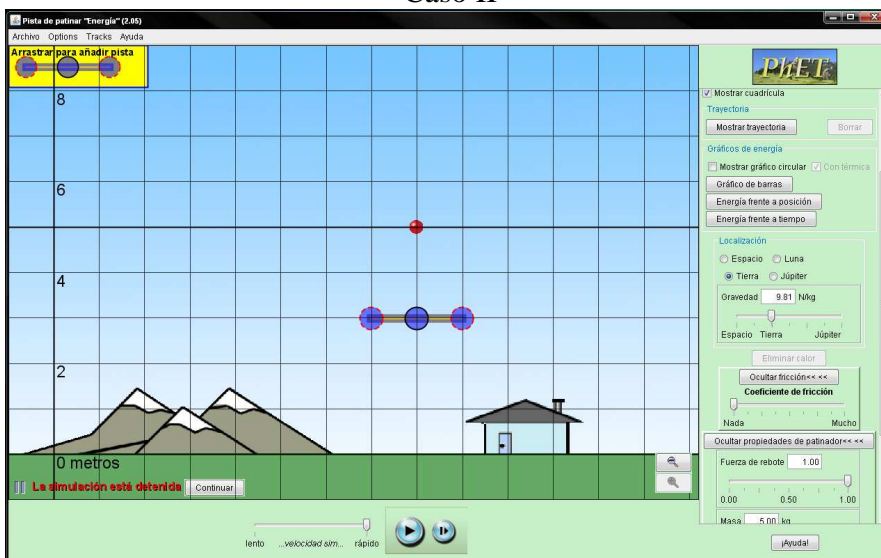 Caso II
Pista de patinar "Energía" (2.05)
Archivo Options Tracks Ayuda
Arrastrar para añadir pista
8
6
4
2
0 metros
La simulación está detenida Continuar
lento ...velocidad sim... rápido
PhET
Mostrar cuadrícula
Trayectoria
Mostrar trayectoria Borrar
Gráficos de energía
Mostrar gráfico circular Con térmica
Gráfico de barras
Energía frente a posición
Energía frente a tiempo
Localización
Espacio Luna
Tierra Júpiter
Gravedad 9.81 N/kg
Espacio Tierra Júpiter
Eliminar calor
Ocultar fricción<< <<
Coeficiente de fricción
Nada Mucho
Ocultar propiedades de patinador<< <<
Fuerza de rebote 1.00
0.00 0.50 1.00
Masa 5.00 kg
¡Ayuda!